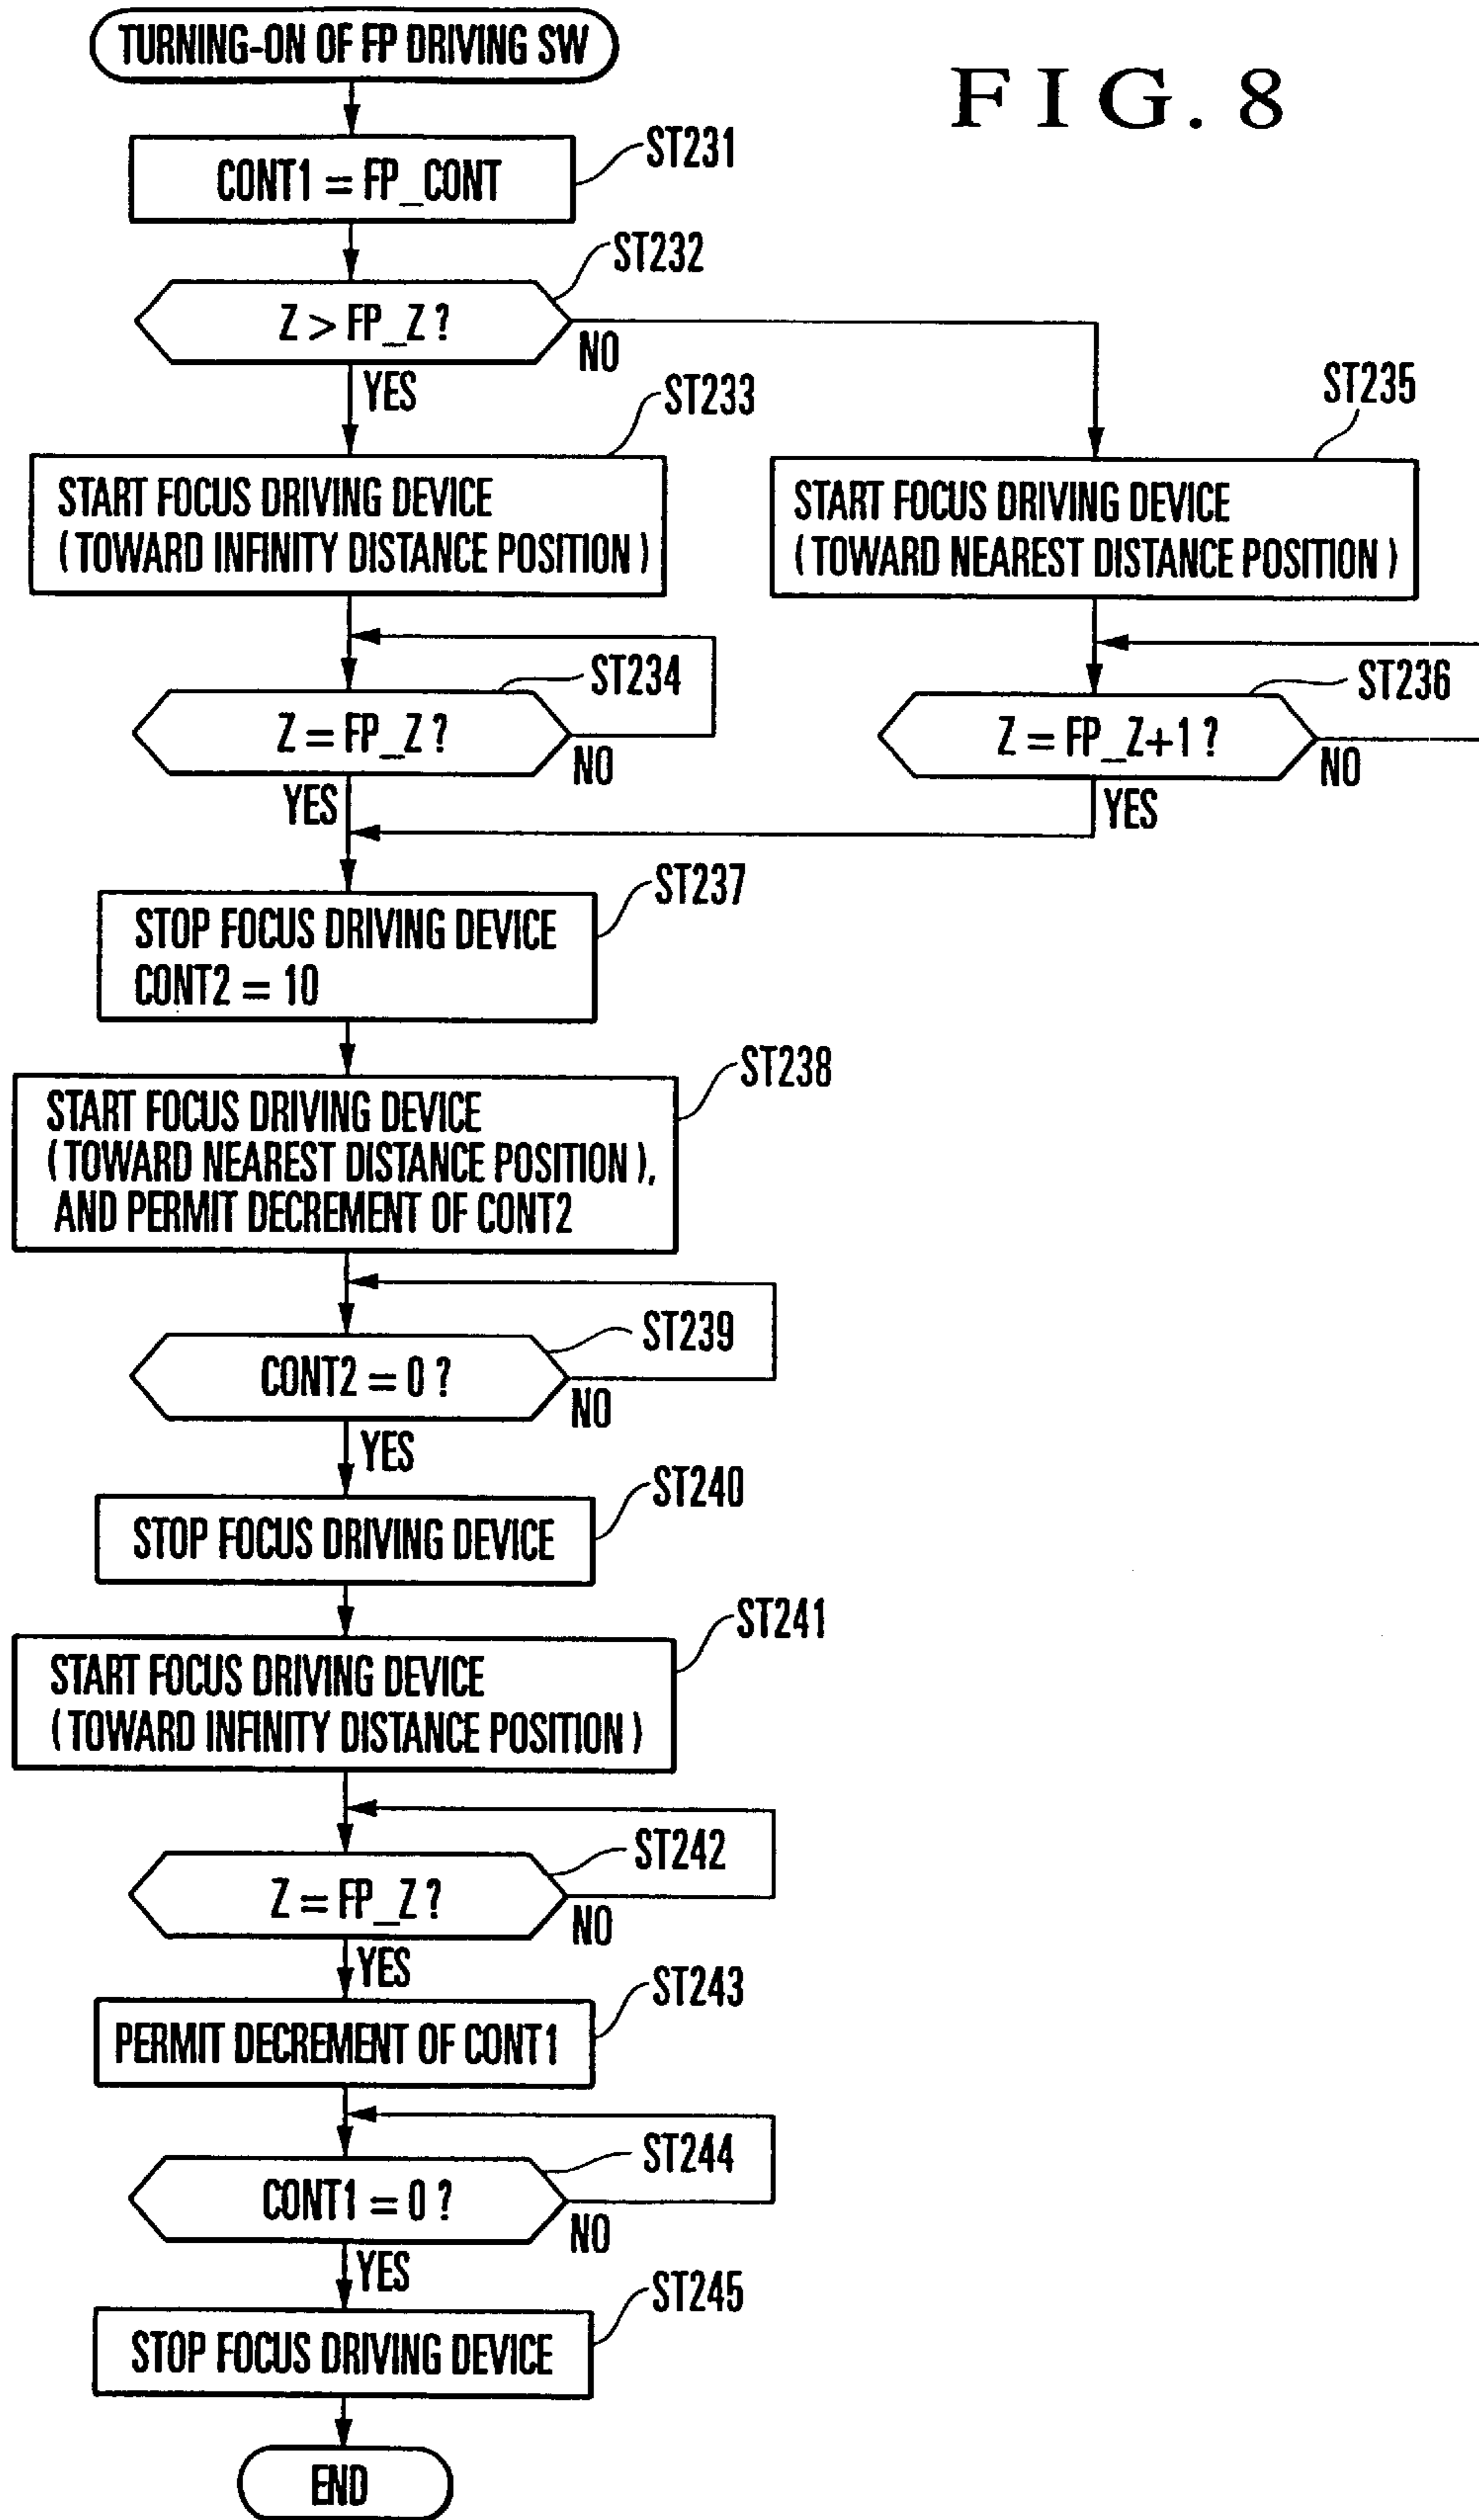 TURNING-ON OF FP DRIVING SW
FIG. 8
ST231
CONT1 = FP_CONT
ST232
Z > FP_Z ?
NO
YES
ST233
START FOCUS DRIVING DEVICE
(TOWARD INFINITY DISTANCE POSITION)
ST235
START FOCUS DRIVING DEVICE
(TOWARD NEAREST DISTANCE POSITION)
ST234
Z = FP_Z ?
NO
YES
ST236
Z = FP_Z+1 ?
NO
YES
ST237
STOP FOCUS DRIVING DEVICE
CONT2 = 10
ST238
START FOCUS DRIVING DEVICE
(TOWARD NEAREST DISTANCE POSITION),
AND PERMIT DECREMENT OF CONT2
ST239
CONT2 = 0 ?
NO
YES
ST240
STOP FOCUS DRIVING DEVICE
ST241
START FOCUS DRIVING DEVICE
(TOWARD INFINITY DISTANCE POSITION)
ST242
Z = FP_Z ?
NO
YES
ST243
PERMIT DECREMENT OF CONT1
ST244
CONT1 = 0 ?
NO
YES
ST245
STOP FOCUS DRIVING DEVICE
END